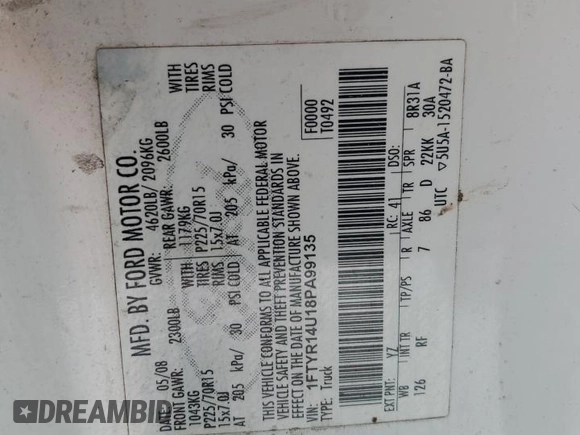 MFD. BY FORD MOTOR CO.
DATE: 05/08 GVWR: 4620LB/ 2096KG
FRONT GAWR: 2300LB REAR GAWR: 2600LB
1043KG WITH 1179KG WITH
P225/70R15 TIRES P225/70R15 TIRES
15x7.0J RIMS 15x7.0J RIMS
AT 205 kPa/ 30 PSI COLD AT 205 kPa/ 30 PSI COLD
THIS VEHICLE CONFORMS TO ALL APPLICABLE FEDERAL MOTOR
VEHICLE SAFETY AND THEFT PREVENTION STANDARDS IN
EFFECT ON THE DATE OF MANUFACTURE SHOWN ABOVE.
VIN: 1FTYR14U18PA99135 F0000
TYPE: Truck T0492
EXT PNT: YZ RC: 41 DSO:
WB INT TR TP/PS R AXLE TR SPR 8R31A
126 RF 7 86 D 22KK 30A
UTC ▽5U5A-1520472-BA
DREAMBID